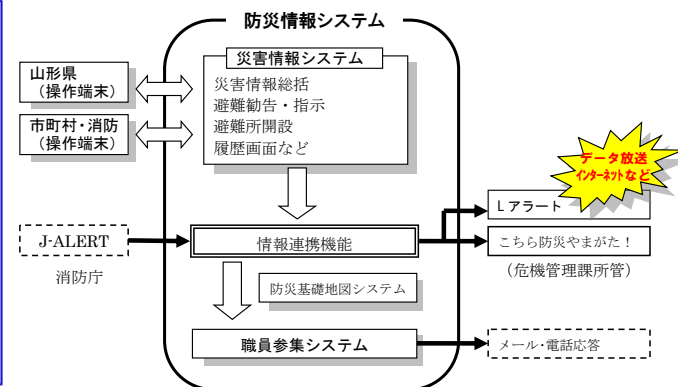 防災情報システム
災害情報システム
災害情報総括
避難勧告・指示
避難所開設
履歴画面など
山形県
（操作端末）
市町村・消防
（操作端末）
データ放送
インターネットなど
Lアラート
J-ALERT
情報連携機能
こちら防災やまがた！
消防庁
（危機管理課所管）
防災基礎地図システム
職員参集システム
メール・電話応答